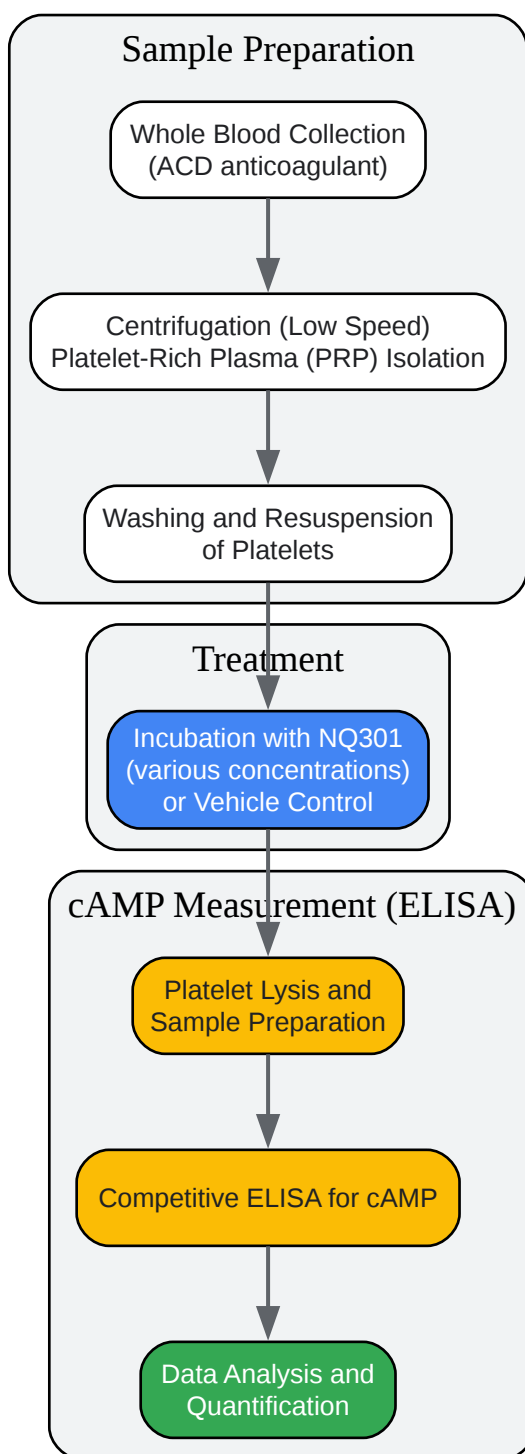 Sample Preparation
Whole Blood Collection
(ACD anticoagulant)
Centrifugation (Low Speed)
Platelet-Rich Plasma (PRP) Isolation
Washing and Resuspension
of Platelets
Treatment
Incubation with NQ301
(various concentrations)
or Vehicle Control
cAMP Measurement (ELISA)
Platelet Lysis and
Sample Preparation
Competitive ELISA for cAMP
Data Analysis and
Quantification